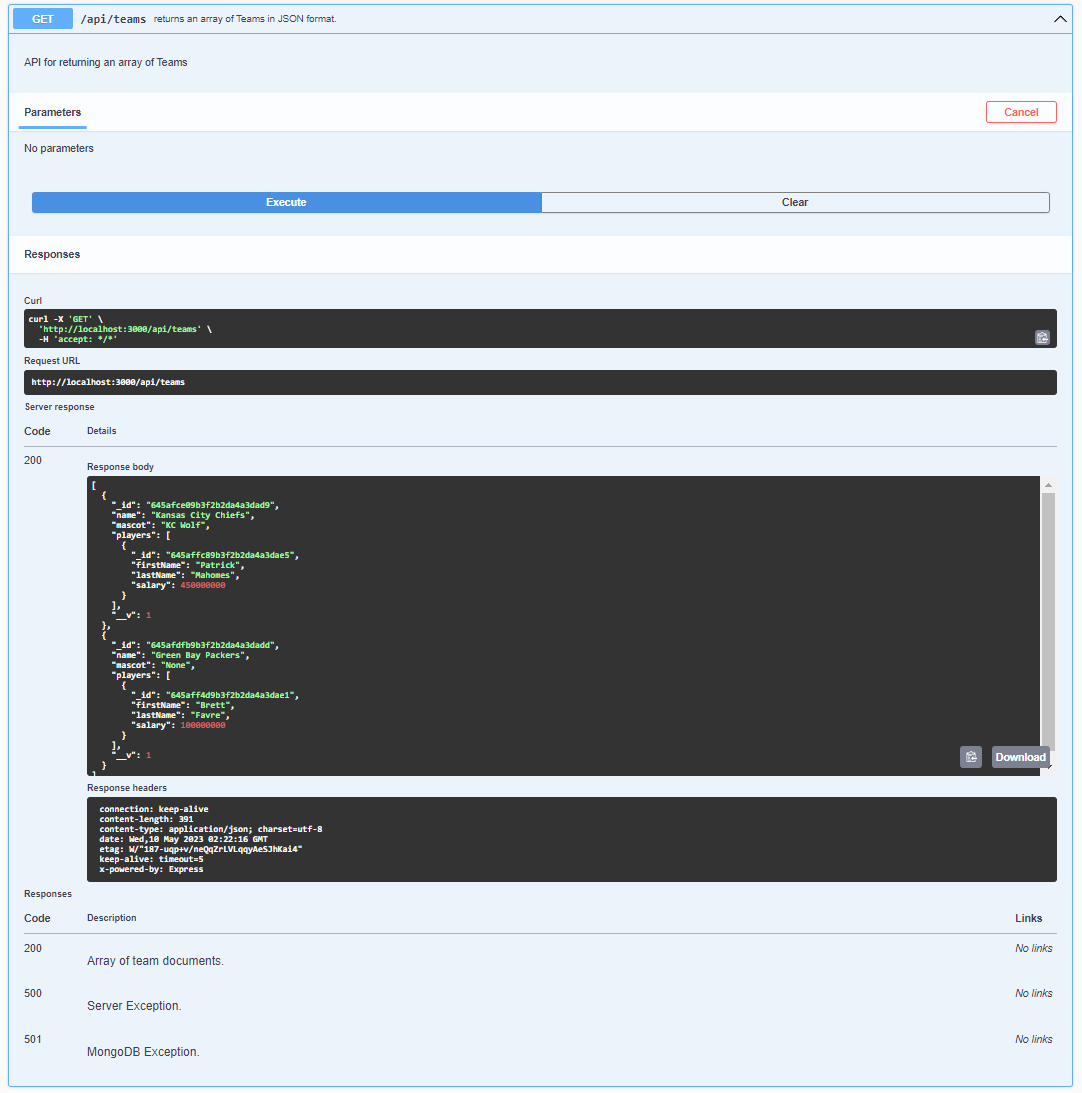 GET /api/teams returns an array of Teams in JSON format.
API for returning an array of Teams
Parameters
Cancel
No parameters
Execute
Clear
Responses
Curl
curl -X 'GET' \
  'http://localhost:3000/api/teams' \
  -H 'accept: */*'
Request URL
http://localhost:3000/api/teams
Server response
Code Details
200
Response body
[
  {
    "_id": "645afce09b3f2b2da4a3dad9",
    "name": "Kansas City Chiefs",
    "mascot": "KC Wolf",
    "players": [
      {
        "_id": "645affc89b3f2b2da4a3dae5",
        "firstName": "Patrick",
        "lastName": "Mahomes",
        "salary": 450000000
      }
    ],
    "__v": 1
  },
  {
    "_id": "645afdfb9b3f2b2da4a3dadd",
    "name": "Green Bay Packers",
    "mascot": "None",
    "players": [
      {
        "_id": "645aff4d9b3f2b2da4a3dae1",
        "firstName": "Brett",
        "lastName": "Favre",
        "salary": 100000000
      }
    ],
    "__v": 1
  }
]
Download
Response headers
connection: keep-alive
content-length: 391
content-type: application/json; charset=utf-8
date: Wed,10 May 2023 02:22:16 GMT
etag: W/"187-uqp+v/neQqZrLVLqqyAeSJhKai4"
keep-alive: timeout=5
x-powered-by: Express
Responses
Code Description Links
200 No links
Array of team documents.
500 No links
Server Exception.
501 No links
MongoDB Exception.